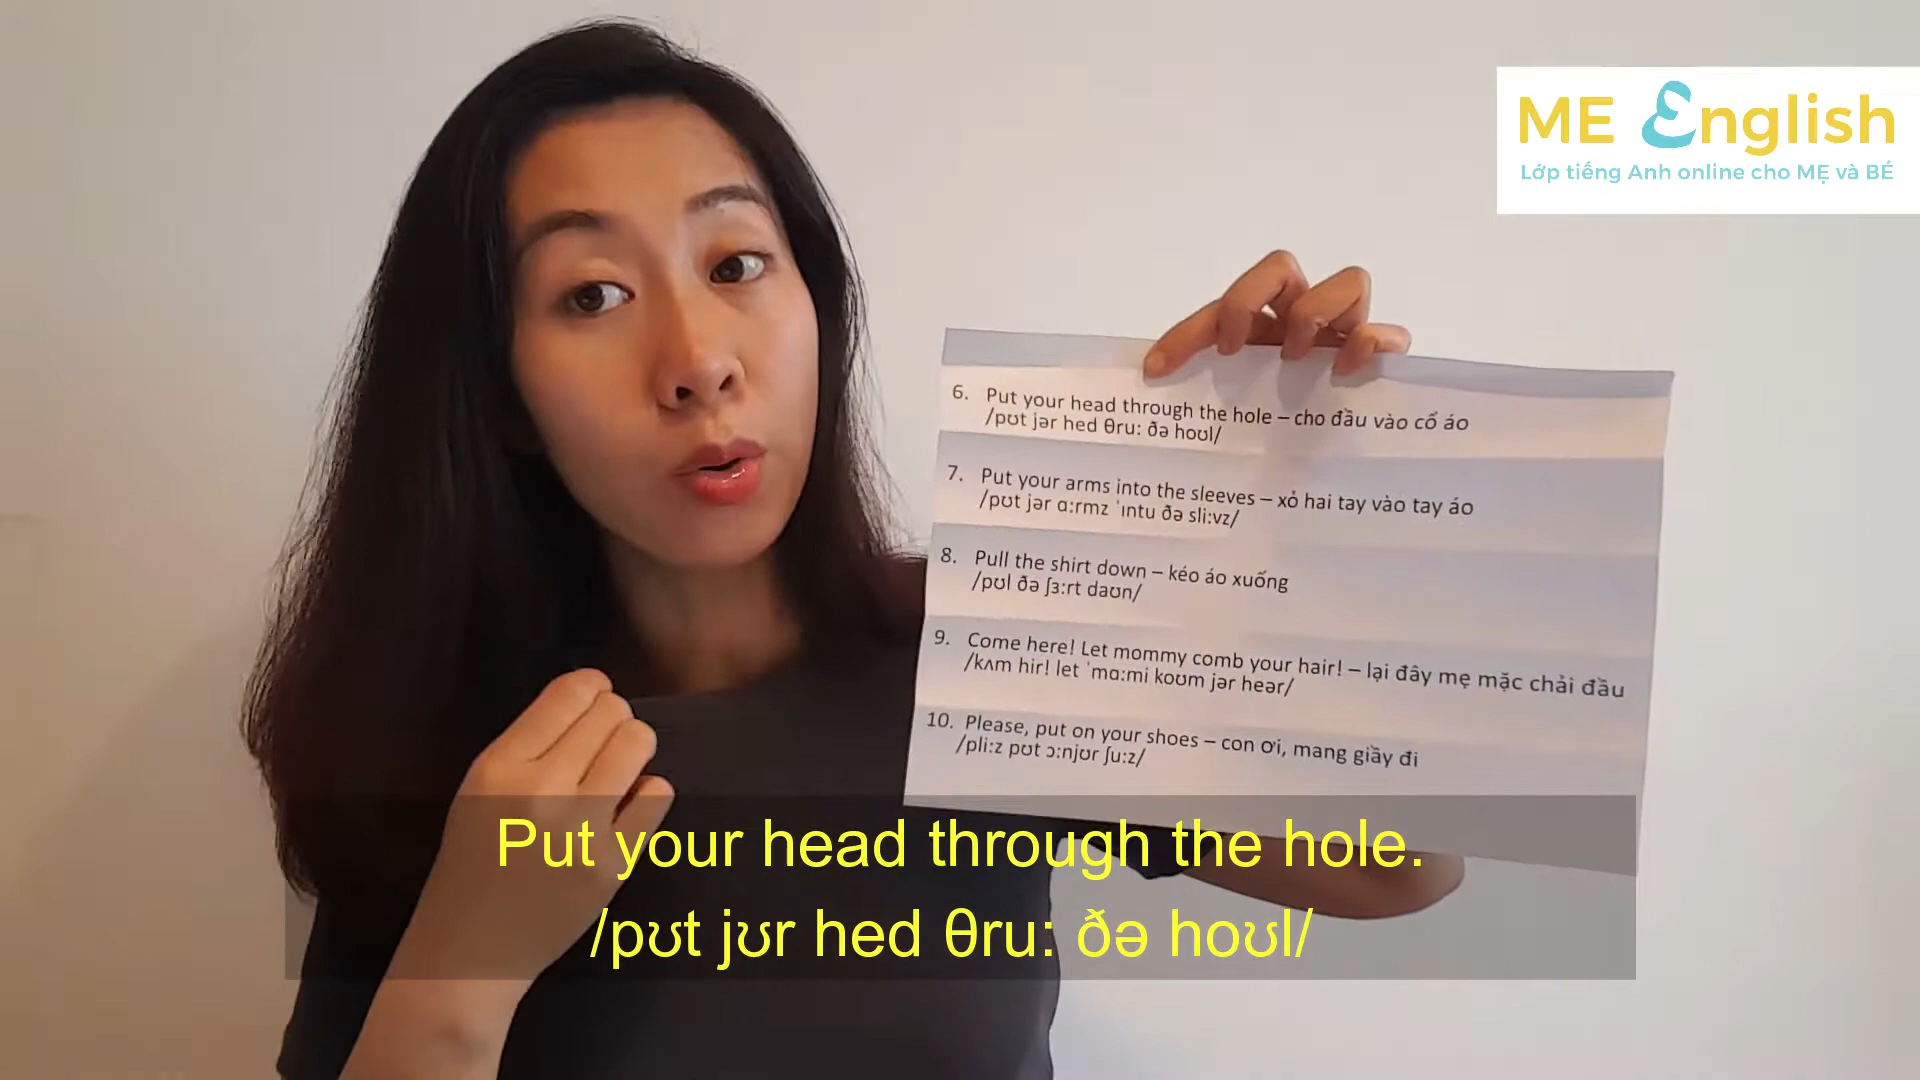 ME English
Lớp tiếng Anh online cho MẸ và BÉ
6. Put your head through the hole – cho đầu vào cổ áo
/pʊt jər hed θru: ðə hoʊl/
7. Put your arms into the sleeves – xỏ hai tay vào tay áo
/pʊt jər ɑ:rmz ˈɪntu ðə sli:vz/
8. Pull the shirt down – kéo áo xuống
/pʊl ðə ʃɜ:rt daʊn/
9. Come here! Let mommy comb your hair! – lại đây mẹ mặc chải đầu
/kʌm hir! let ˈmɑ:mi koʊm jər heər/
10. Please, put on your shoes – con ơi, mang giầy đi
/pli:z pʊt ɔ:njʊr ʃu:z/
Put your head through the hole.
/pʊt jʊr hed θru: ðə hoʊl/